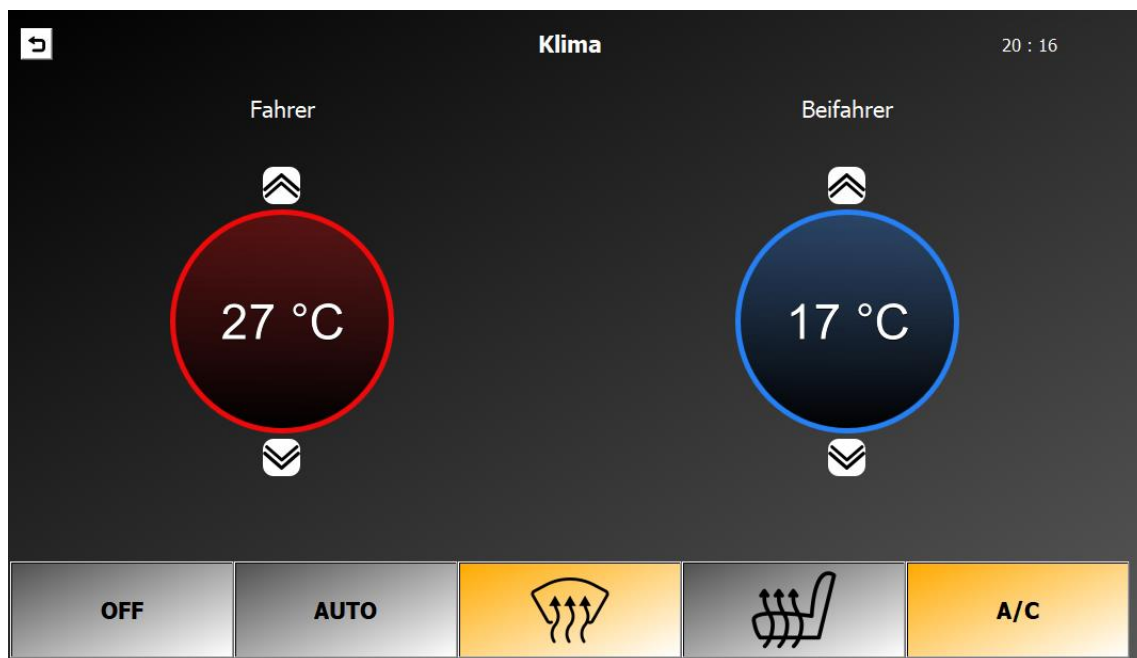 Klima
20 : 16
Fahrer
Beifahrer
27 °C
17 °C
OFF
AUTO
A/C